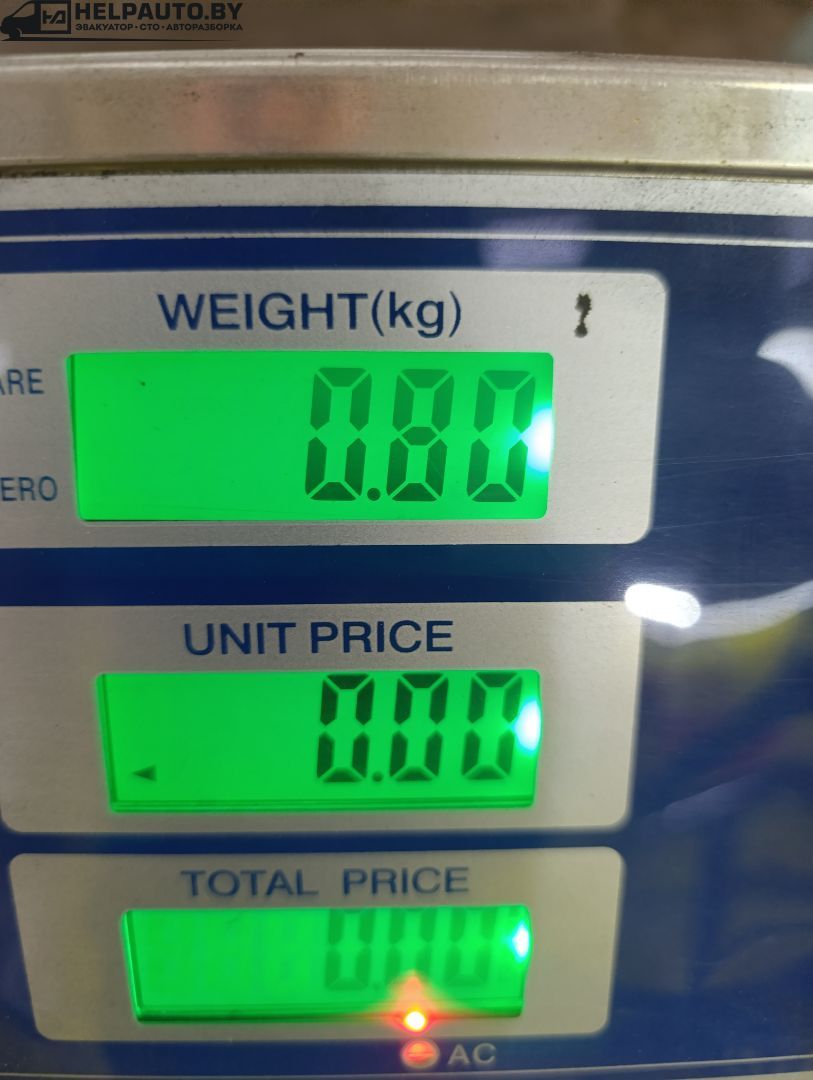 HELPAUTO.BY
ЭВАКУАТОР•СТО•АВТОРАЗБОРКА
WEIGHT(kg)
ARE
0.80
ERO
UNIT PRICE
0.00
TOTAL PRICE
0.00
AC